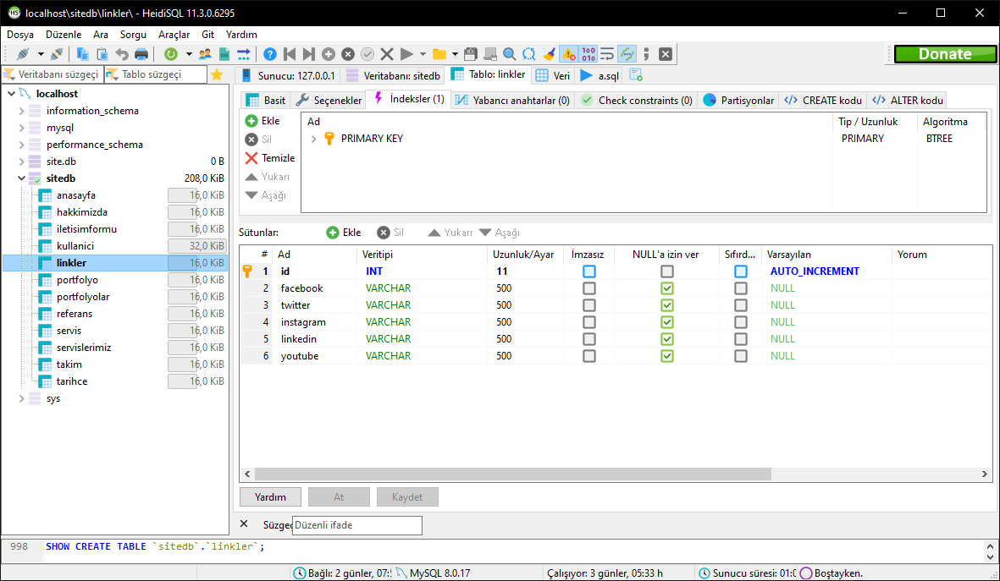 localhost\sitedb\linkler\ - HeidiSQL 11.3.0.6295
Dosya Düzenle Ara Sorgu Araçlar Git Yardım
Donate
Veritabanı süzgeci Tablo süzgeci
Sunucu: 127.0.0.1 Veritabanı: sitedb Tablo: linkler Veri a.sql
localhost
information_schema
mysql
performance_schema
site.db 0 B
sitedb 208,0 KiB
anasayfa 16,0 KiB
hakkimizda 16,0 KiB
iletisimformu 16,0 KiB
kullanici 32,0 KiB
linkler 16,0 KiB
portfolyo 16,0 KiB
portfolyolar 16,0 KiB
referans 16,0 KiB
servis 16,0 KiB
servislerimiz 16,0 KiB
takim 16,0 KiB
tarihce 16,0 KiB
sys
Basit Seçenekler İndeksler (1) Yabancı anahtarlar (0) Check constraints (0) Partisyonlar CREATE kodu ALTER kodu
Ekle
Sil
Temizle
Yukarı
Aşağı
Ad Tip / Uzunluk Algoritma
PRIMARY KEY PRIMARY BTREE
Sütunlar: Ekle Sil Yukarı Aşağı
# Ad Veritipi Uzunluk/Ayar İmzasız NULL'a izin ver Sıfırd... Varsayılan Yorum
1 id INT 11 AUTO_INCREMENT
2 facebook VARCHAR 500 NULL
3 twitter VARCHAR 500 NULL
4 instagram VARCHAR 500 NULL
5 linkedin VARCHAR 500 NULL
6 youtube VARCHAR 500 NULL
Yardım At Kaydet
Süzgeç Düzenli ifade
998 SHOW CREATE TABLE `sitedb`.`linkler`;
Bağlı: 2 günler, 07: MySQL 8.0.17 Çalışıyor: 3 günler, 05:33 h Sunucu süresi: 01:0 Boştayken.